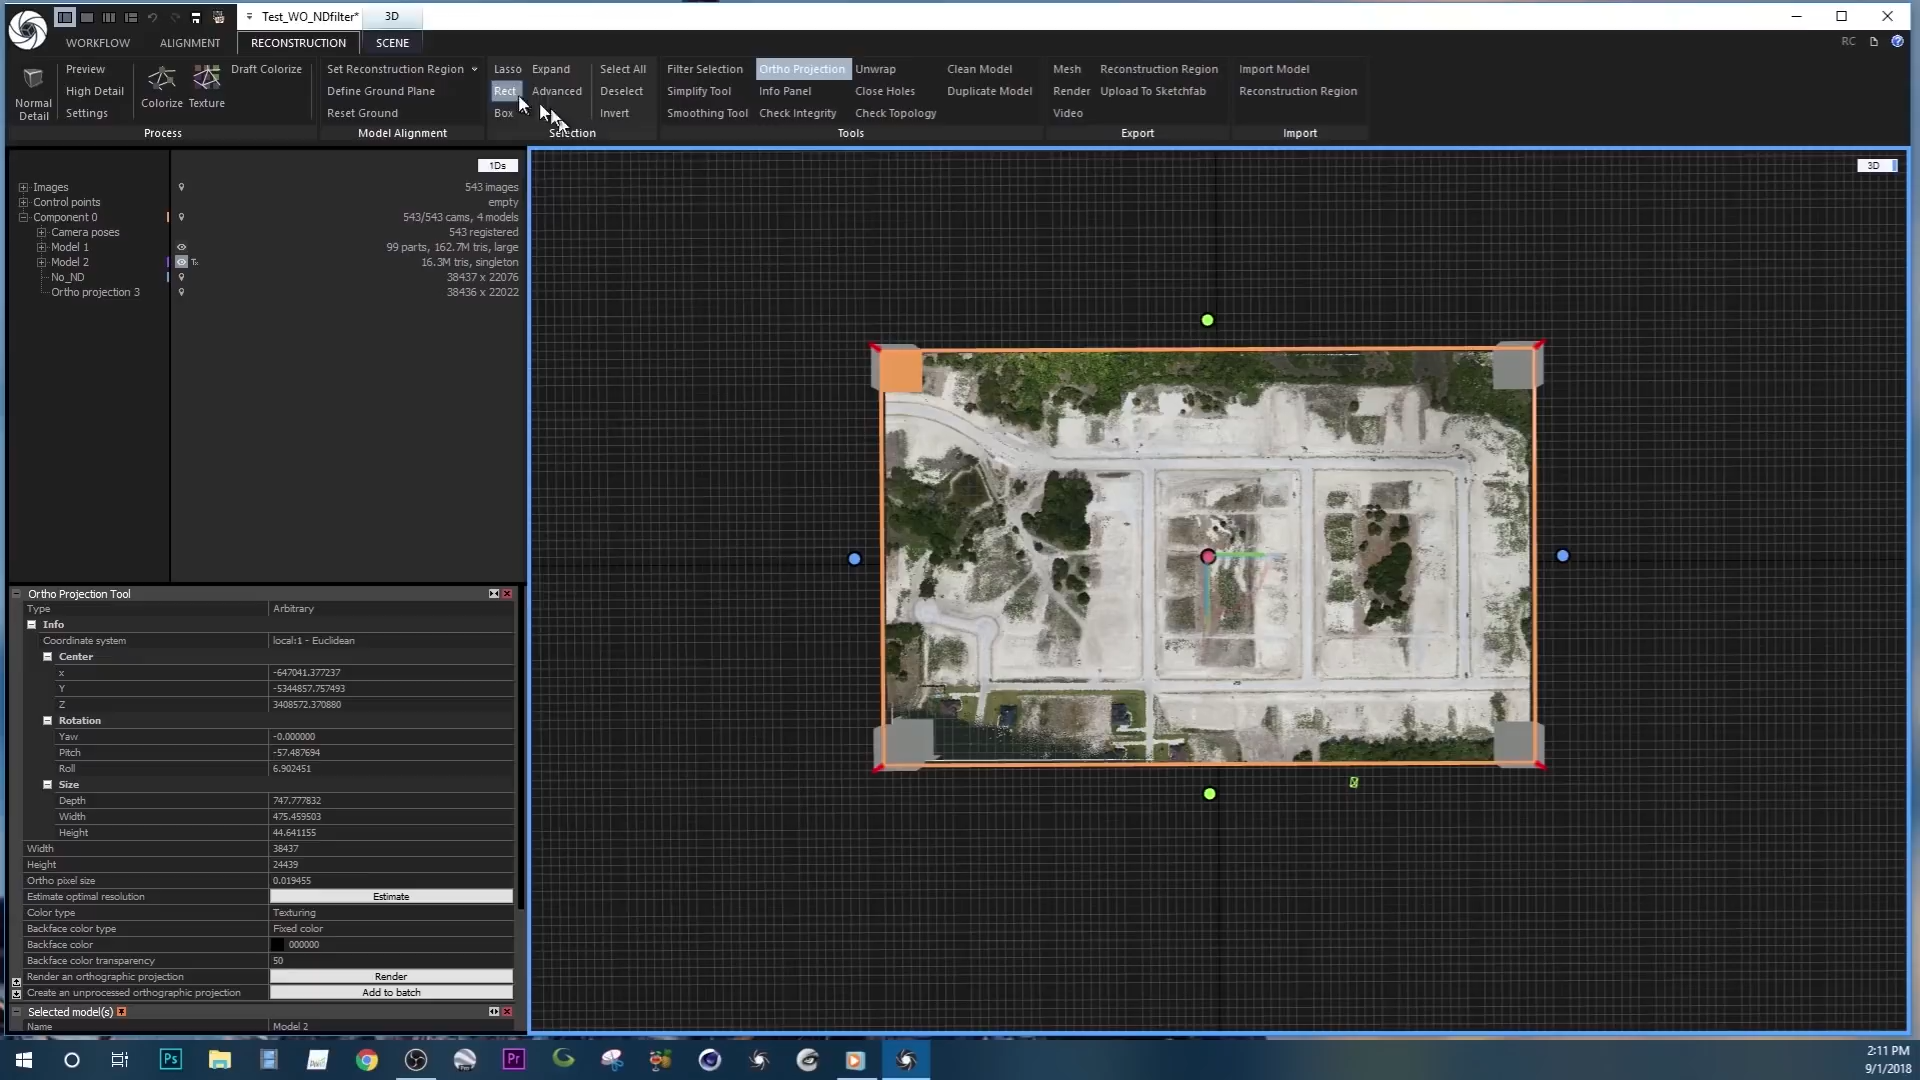 Test_WO_NDfilter* 3D
WORKFLOW ALIGNMENT RECONSTRUCTION SCENE RC
Normal Detail
Preview
High Detail
Settings
Colorize Texture
Draft Colorize
Process
Set Reconstruction Region
Define Ground Plane
Reset Ground
Model Alignment
Lasso Expand
Rect Advanced
Box
Select All
Deselect
Invert
Selection
Filter Selection Ortho Projection Unwrap Clean Model
Simplify Tool Info Panel Close Holes Duplicate Model
Smoothing Tool Check Integrity Check Topology
Tools
Mesh Reconstruction Region
Render Upload To Sketchfab
Video
Export
Import Model
Reconstruction Region
Import
1Ds
3D
Images 543 images
Control points empty
Component 0 543/543 cams, 4 models
Camera poses 543 registered
Model 1 99 parts, 162.7M tris, large
Model 2 Tx 16.3M tris, singleton
No_ND 38437 x 22076
Ortho projection 3 38436 x 22022
Ortho Projection Tool
Type Arbitrary
Info
Coordinate system local:1 - Euclidean
Center
x -647041.377237
Y -5344857.757493
Z 3408572.370880
Rotation
Yaw -0.000000
Pitch -57.487694
Roll 6.902451
Size
Depth 747.777832
Width 475.459503
Height 44.641155
Width 38437
Height 24439
Ortho pixel size 0.019455
Estimate optimal resolution Estimate
Color type Texturing
Backface color type Fixed color
Backface color 000000
Backface color transparency 50
Render an orthographic projection Render
Create an unprocessed orthographic projection Add to batch
Selected model(s)
Name Model 2
Ps
Pr
2:11 PM
9/1/2018